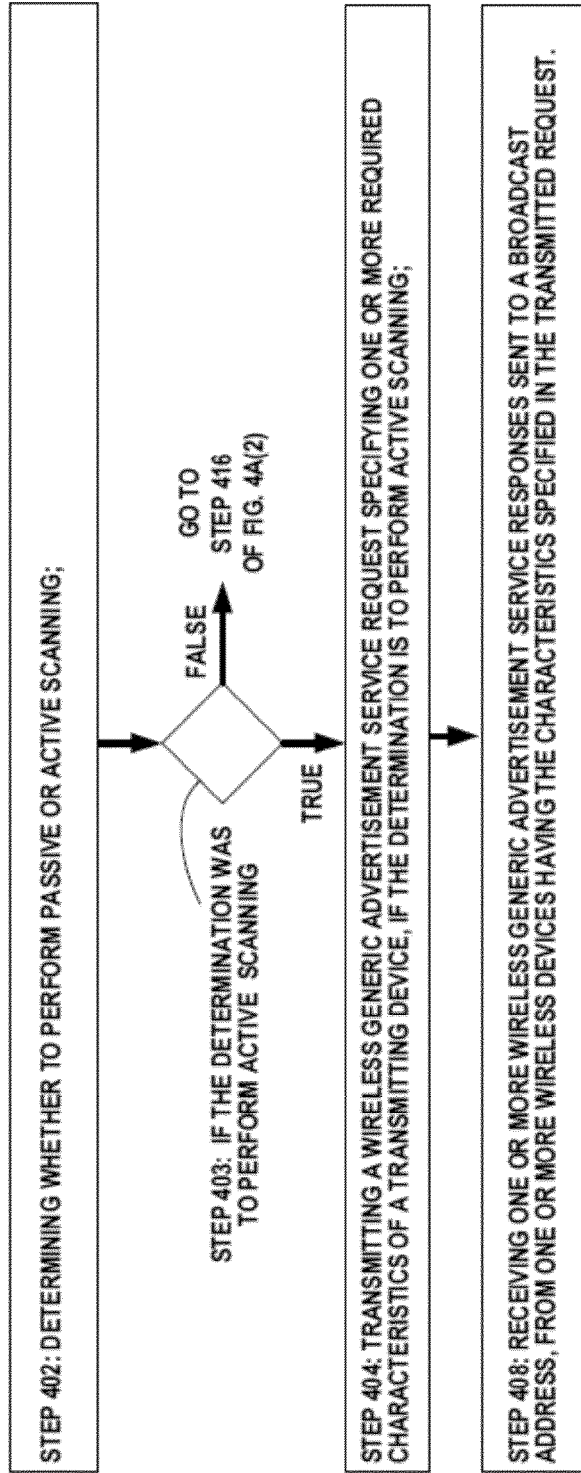 STEP 402: DETERMINING WHETHER TO PERFORM PASSIVE OR ACTIVE SCANNING;
STEP 403: IF THE DETERMINATION WAS
TO PERFORM ACTIVE SCANNING
FALSE
GO TO
STEP 416
OF FIG. 4A(2)
TRUE
STEP 404: TRANSMITTING A WIRELESS GENERIC ADVERTISEMENT SERVICE REQUEST SPECIFYING ONE OR MORE REQUIRED
CHARACTERISTICS OF A TRANSMITTING DEVICE, IF THE DETERMINATION IS TO PERFORM ACTIVE SCANNING;
STEP 408: RECEIVING ONE OR MORE WIRELESS GENERIC ADVERTISEMENT SERVICE RESPONSES SENT TO A BROADCAST
ADDRESS, FROM ONE OR MORE WIRELESS DEVICES HAVING THE CHARACTERISTICS SPECIFIED IN THE TRANSMITTED REQUEST.